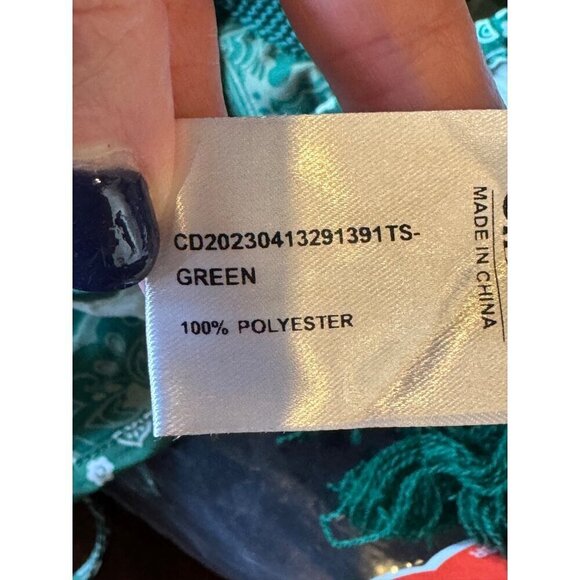 CD20230413291391TS-
GREEN
100% POLYESTER
MADE IN CHINA